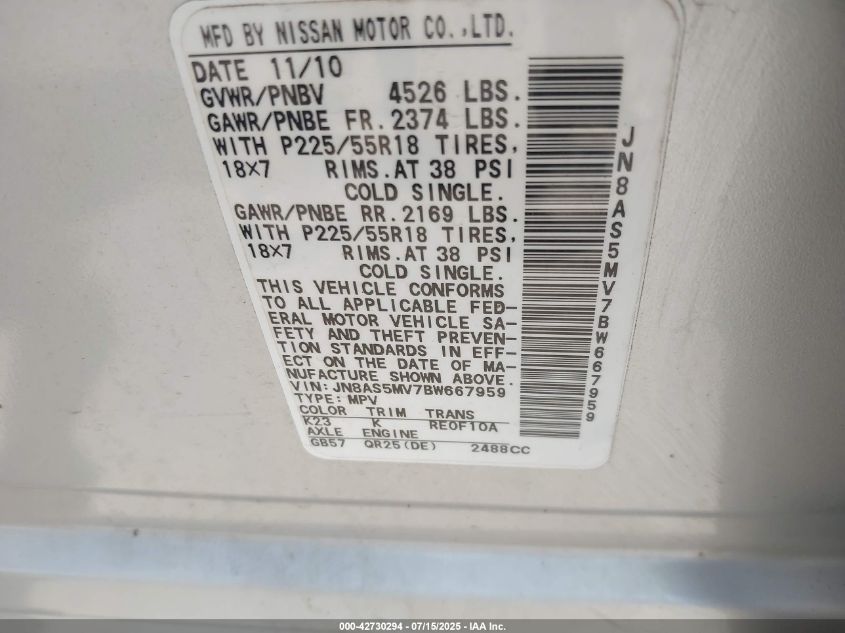 MFD BY NISSAN MOTOR CO.,LTD.
DATE 11/10
GVWR/PNBV 4526 LBS.
GAWR/PNBE FR.2374 LBS.
WITH P225/55R18 TIRES,
18X7 RIMS.AT 38 PSI
COLD SINGLE.
GAWR/PNBE RR.2169 LBS.
WITH P225/55R18 TIRES,
18X7 RIMS.AT 38 PSI
COLD SINGLE.
THIS VEHICLE CONFORMS
TO ALL APPLICABLE FED-
ERAL MOTOR VEHICLE SA-
FETY AND THEFT PREVEN-
TION STANDARDS IN EFF-
ECT ON THE DATE OF MA-
NUFACTURE SHOWN ABOVE.
VIN: JN8AS5MV7BW667959
TYPE: MPV
COLOR TRIM TRANS
K23 K RE0F10A
AXLE ENGINE
GB57 QR25(DE) 2488CC
JN8AS5MV7BW667959
000-42730294 - 07/15/2025 - IAA Inc.